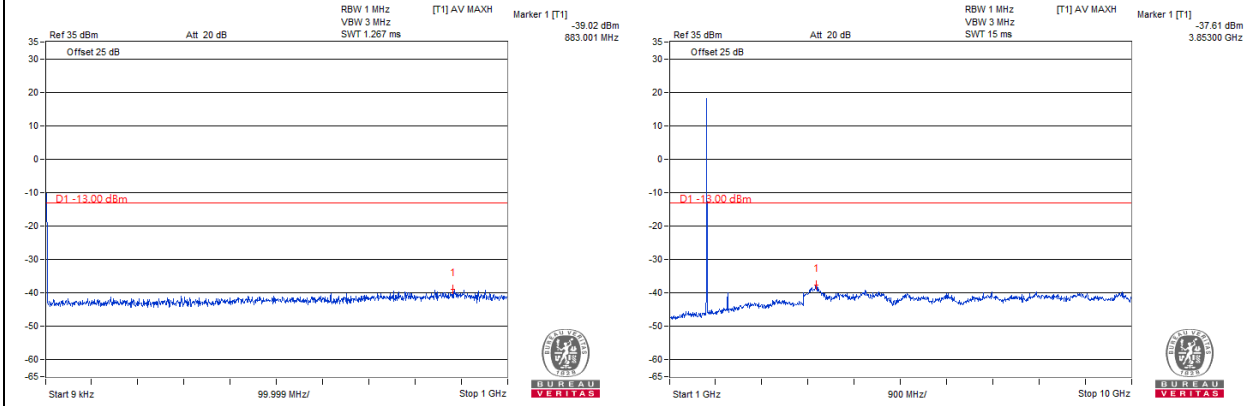 RBW 1 MHz
VBW 3 MHz
SWT 1.267 ms
[T1] AV MAXH
Marker 1 [T1]
-39.02 dBm
883.001 MHz
Ref 35 dBm
Att 20 dB
Offset 25 dB
35
30
20
10
0
-10
-20
-30
-40
-50
-60
-65
D1 -13.00 dBm
1
Start 9 kHz
99.999 MHz/
Stop 1 GHz
BUREAU VERITAS
1828
BUREAU
VERITAS
RBW 1 MHz
VBW 3 MHz
SWT 15 ms
[T1] AV MAXH
Marker 1 [T1]
-37.61 dBm
3.85300 GHz
Ref 35 dBm
Att 20 dB
Offset 25 dB
35
30
20
10
0
-10
-20
-30
-40
-50
-60
-65
D1 -13.00 dBm
1
Start 1 GHz
900 MHz/
Stop 10 GHz
BUREAU VERITAS
1828
BUREAU
VERITAS